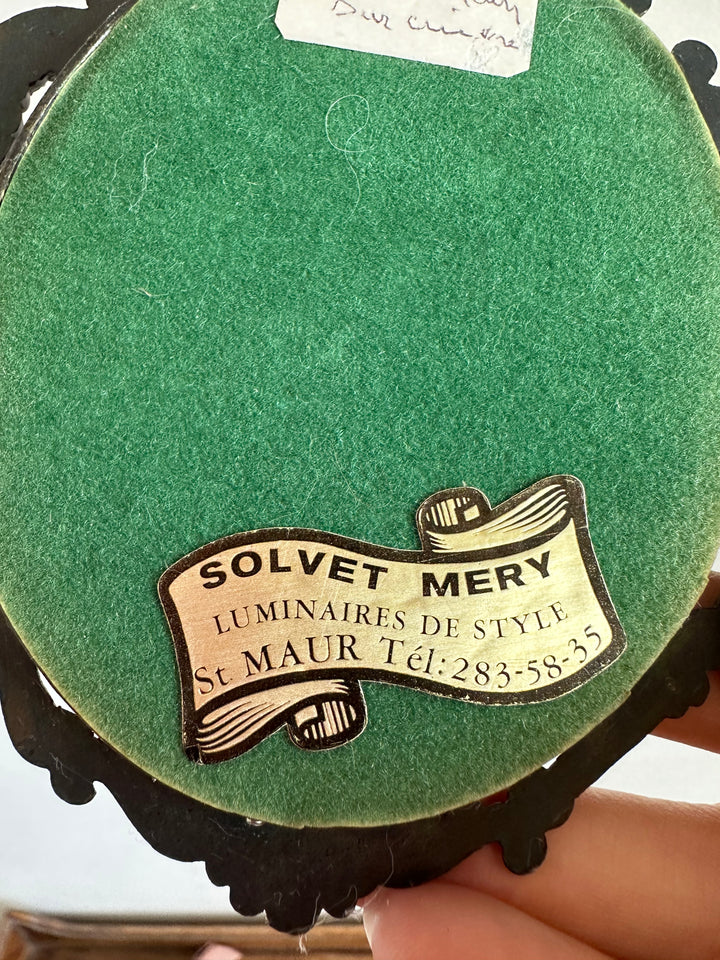 SOLVET MERY
LUMINAIRES DE STYLE
St MAUR Tél:283-58-35